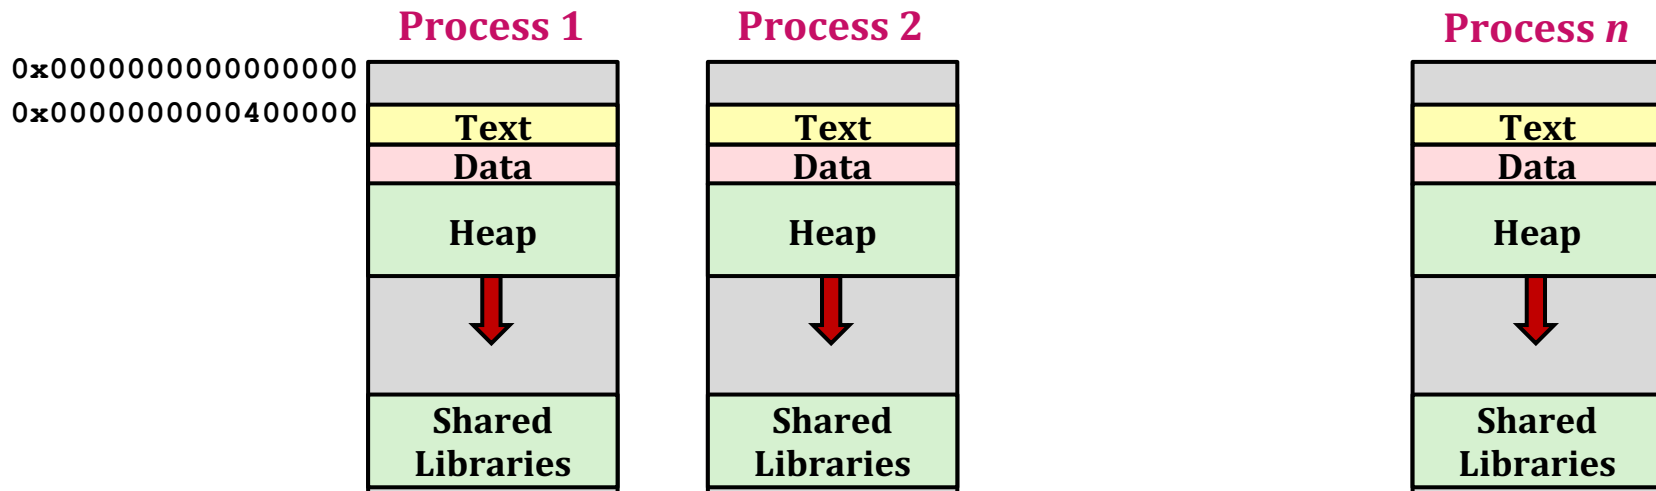 Process 1
Process 2
Process n
0x0000000000000000
0x0000000000400000
Text
Text
Text
Data
Data
Data
Heap
Heap
Heap
Shared
Libraries
Shared
Libraries
Shared
Libraries